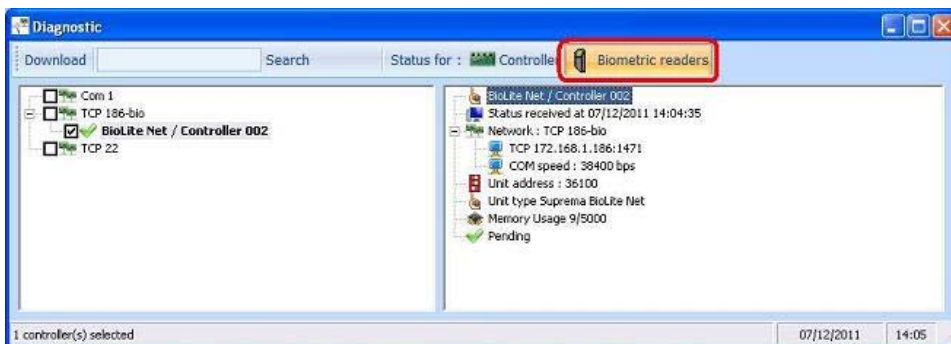 Diagnostic
Download
Search
Status for :
Controller
Biometric readers
Com 1
TCP 186-bio
BioLite Net / Controller 002
TCP 22
BioLite Net / Controller 002
Status received at 07/12/2011 14:04:35
Network : TCP 186-bio
TCP 172.168.1.186:1471
COM speed : 38400 bps
Unit address : 36100
Unit type Suprema BioLite Net
Memory Usage 9/5000
Pending
1 controller(s) selected
07/12/2011
14:05